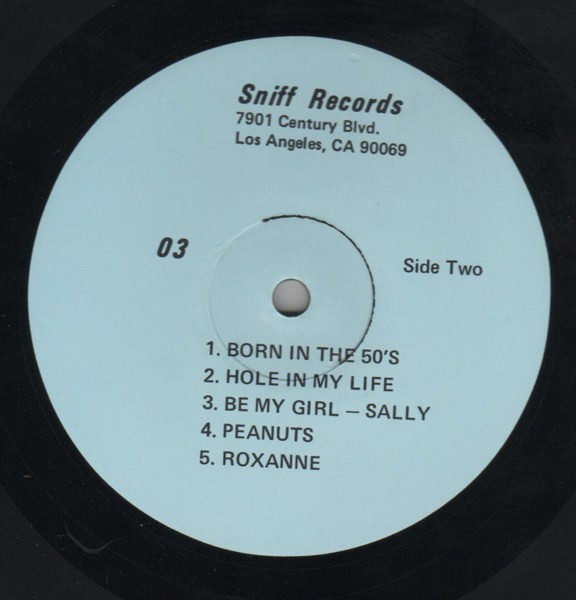 Sniff Records
7901 Century Blvd.
Los Angeles, CA 90069
03
Side Two
1. BORN IN THE 50'S
2. HOLE IN MY LIFE
3. BE MY GIRL – SALLY
4. PEANUTS
5. ROXANNE